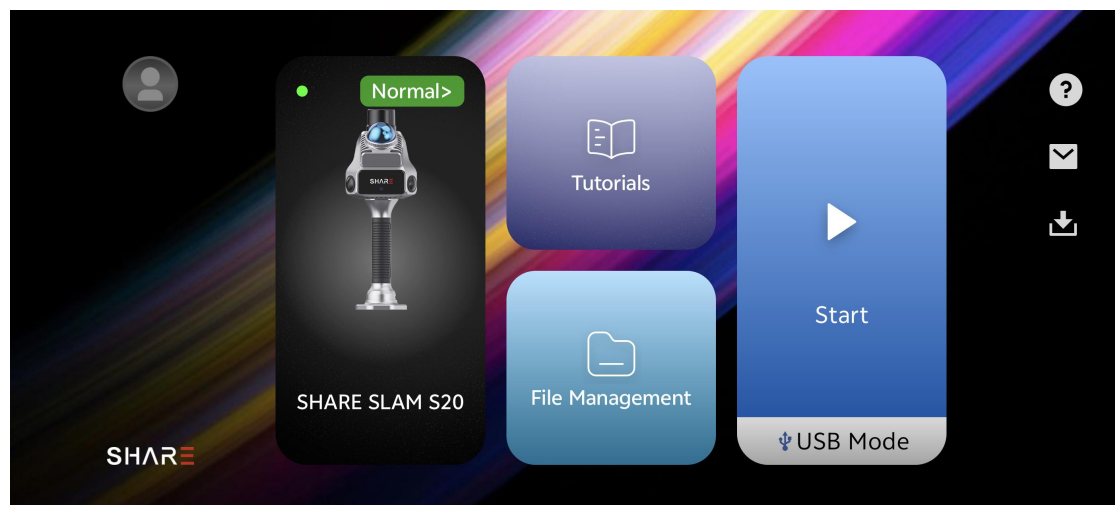 Normal>
SHARE
SHARE SLAM S20
Tutorials
File Management
Start
USB Mode
?
SHARE